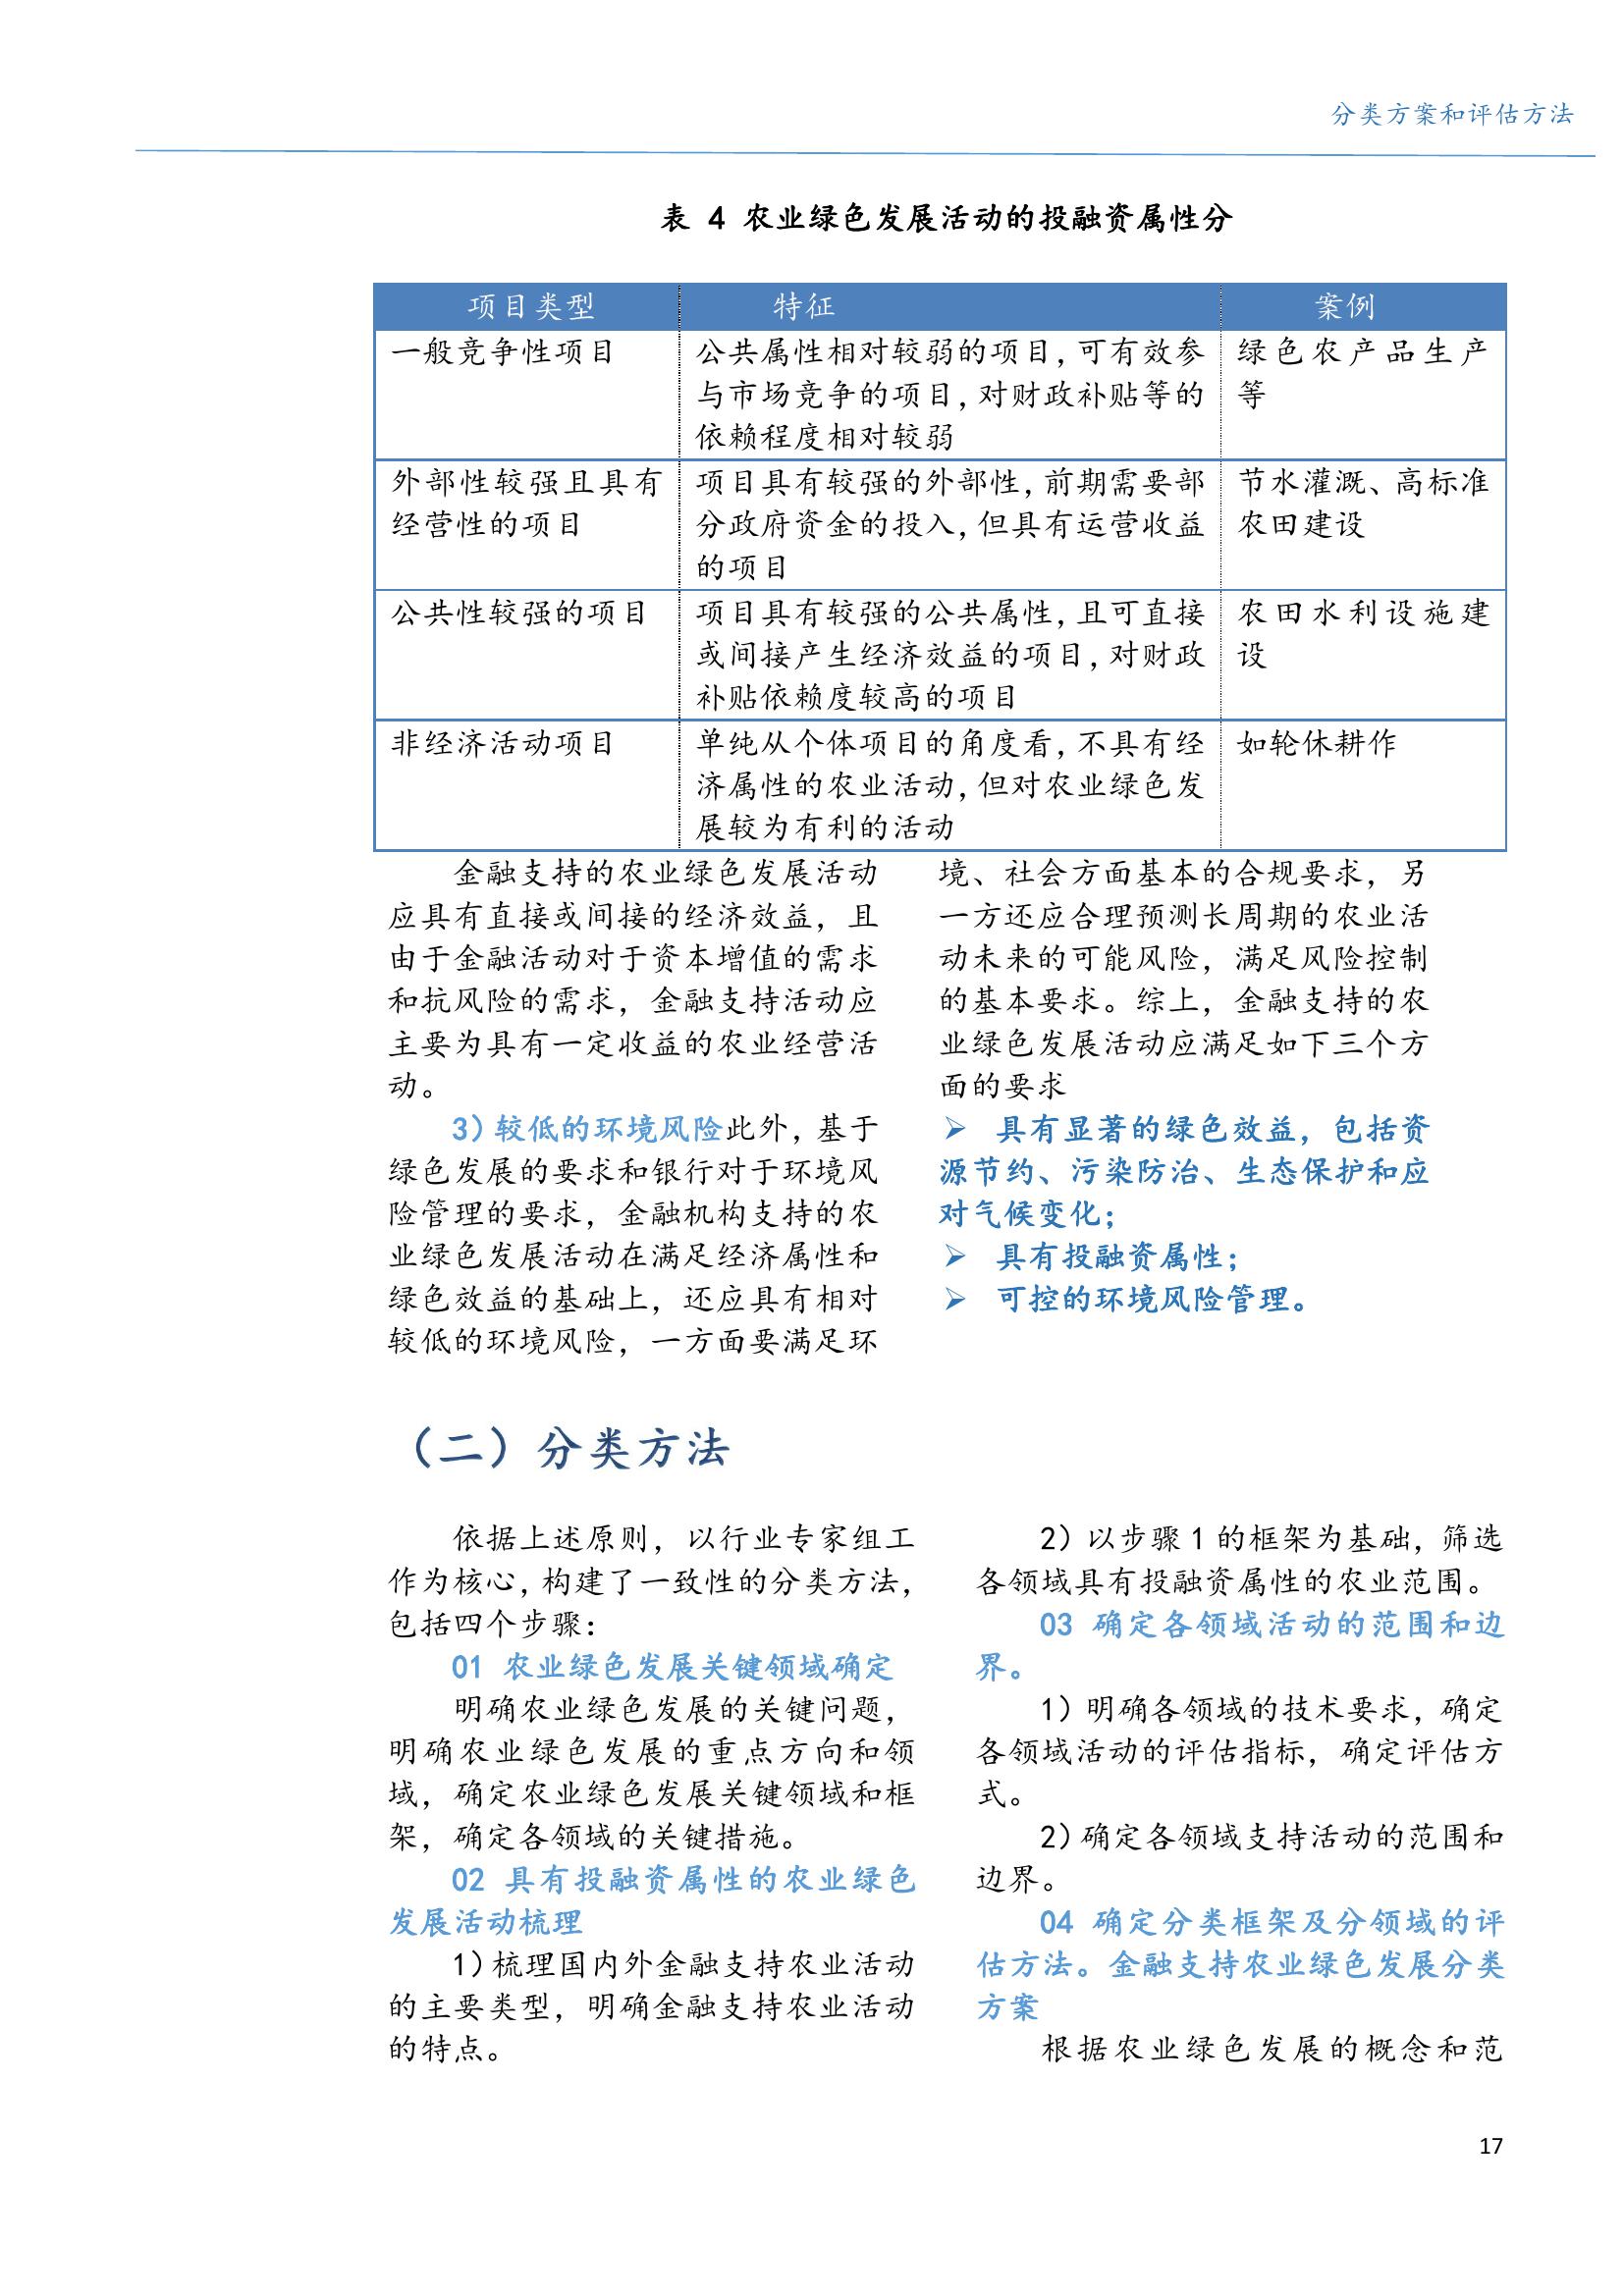 分类方案和评估方法
表 4 农业绿色发展活动的投融资属性分
项目类型 特征 案例
一般竞争性项目
公共属性相对较弱的项目，可有效参
与市场竞争的项目，对财政补贴等的
依赖程度相对较弱
绿色农产品生产
等
外部性较强且具有
经营性的项目
项目具有较强的外部性，前期需要部
分政府资金的投入，但具有运营收益
的项目
节水灌溉、高标准
农田建设
公共性较强的项目
项目具有较强的公共属性，且可直接
或间接产生经济效益的项目，对财政
补贴依赖度较高的项目
农田水利设施建
设
非经济活动项目
单纯从个体项目的角度看，不具有经
济属性的农业活动，但对农业绿色发
展较为有利的活动
如轮休耕作
金融支持的农业绿色发展活动
应具有直接或间接的经济效益，且
由于金融活动对于资本增值的需求
和抗风险的需求，金融支持活动应
主要为具有一定收益的农业经营活
动。
3）较低的环境风险此外，基于
绿色发展的要求和银行对于环境风
险管理的要求，金融机构支持的农
业绿色发展活动在满足经济属性和
绿色效益的基础上，还应具有相对
较低的环境风险，一方面要满足环
境、社会方面基本的合规要求，另
一方还应合理预测长周期的农业活
动未来的可能风险，满足风险控制
的基本要求。综上，金融支持的农
业绿色发展活动应满足如下三个方
面的要求
➢ 具有显著的绿色效益，包括资
源节约、污染防治、生态保护和应
对气候变化；
➢ 具有投融资属性；
➢ 可控的环境风险管理。
（二）分类方法
依据上述原则，以行业专家组工
作为核心，构建了一致性的分类方法，
包括四个步骤：
01 农业绿色发展关键领域确定
明确农业绿色发展的关键问题，
明确农业绿色发展的重点方向和领
域，确定农业绿色发展关键领域和框
架，确定各领域的关键措施。
02 具有投融资属性的农业绿色
发展活动梳理
1）梳理国内外金融支持农业活动
的主要类型，明确金融支持农业活动
的特点。
2）以步骤 1 的框架为基础，筛选
各领域具有投融资属性的农业范围。
03 确定各领域活动的范围和边
界。
1）明确各领域的技术要求，确定
各领域活动的评估指标，确定评估方
式。
2）确定各领域支持活动的范围和
边界。
04 确定分类框架及分领域的评
估方法。金融支持农业绿色发展分类
方案
根据农业绿色发展的概念和范
17